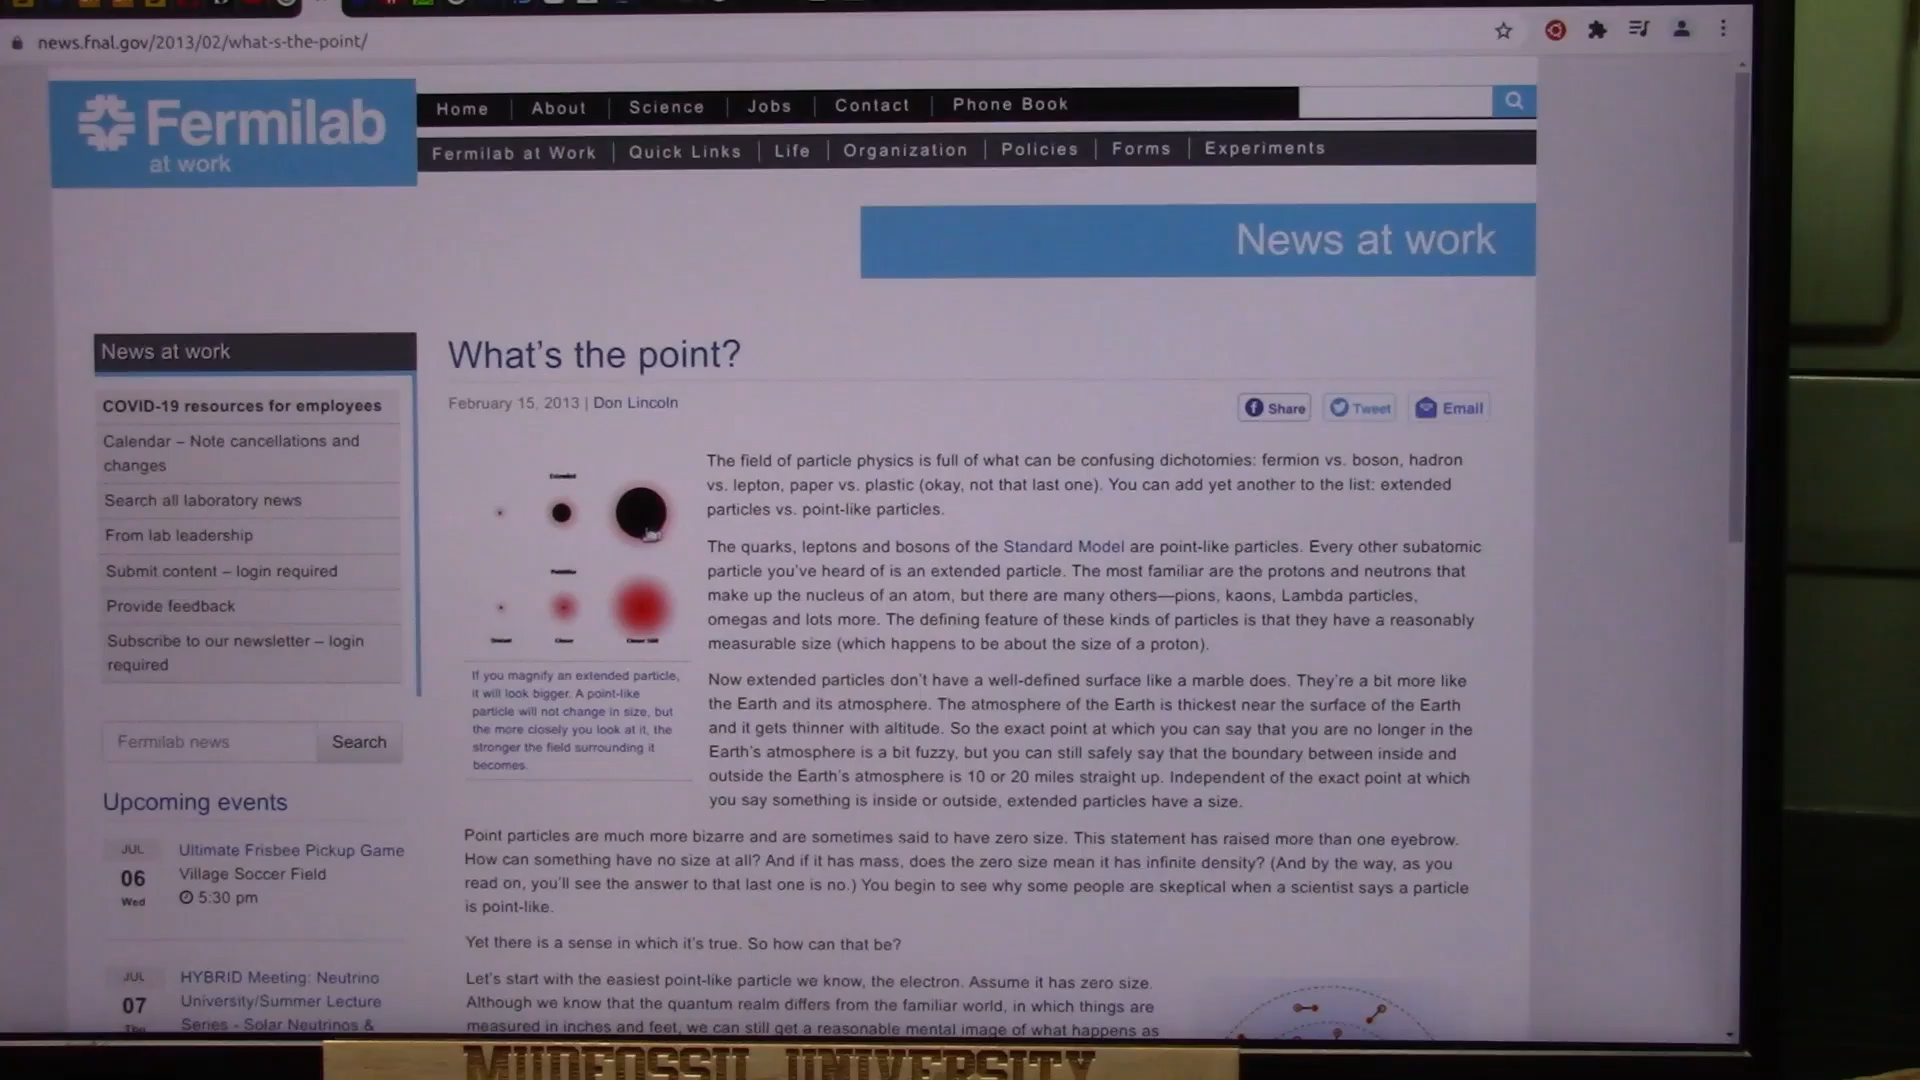 news.fnal.gov/2013/02/what-s-the-point/
Fermilab
at work
Home | About | Science | Jobs | Contact | Phone Book
Fermilab at Work | Quick Links | Life | Organization | Policies | Forms | Experiments
News at work
News at work
COVID-19 resources for employees
Calendar – Note cancellations and
changes
Search all laboratory news
From lab leadership
Submit content – login required
Provide feedback
Subscribe to our newsletter – login
required
Fermilab news
Search
Upcoming events
JUL
06
Wed
Ultimate Frisbee Pickup Game
Village Soccer Field
5:30 pm
JUL
07
Thu
HYBRID Meeting: Neutrino
University/Summer Lecture
Series - Solar Neutrinos &
What's the point?
February 15, 2013 | Don Lincoln
Share
Tweet
Email
Extended
Pointlike
Closer
If you magnify an extended particle,
it will look bigger. A point-like
particle will not change in size, but
the more closely you look at it, the
stronger the field surrounding it
becomes.
The field of particle physics is full of what can be confusing dichotomies: fermion vs. boson, hadron
vs. lepton, paper vs. plastic (okay, not that last one). You can add yet another to the list: extended
particles vs. point-like particles.
The quarks, leptons and bosons of the Standard Model are point-like particles. Every other subatomic
particle you've heard of is an extended particle. The most familiar are the protons and neutrons that
make up the nucleus of an atom, but there are many others—pions, kaons, Lambda particles,
omegas and lots more. The defining feature of these kinds of particles is that they have a reasonably
measurable size (which happens to be about the size of a proton).
Now extended particles don't have a well-defined surface like a marble does. They're a bit more like
the Earth and its atmosphere. The atmosphere of the Earth is thickest near the surface of the Earth
and it gets thinner with altitude. So the exact point at which you can say that you are no longer in the
Earth's atmosphere is a bit fuzzy, but you can still safely say that the boundary between inside and
outside the Earth's atmosphere is 10 or 20 miles straight up. Independent of the exact point at which
you say something is inside or outside, extended particles have a size.
Point particles are much more bizarre and are sometimes said to have zero size. This statement has raised more than one eyebrow.
How can something have no size at all? And if it has mass, does the zero size mean it has infinite density? (And by the way, as you
read on, you'll see the answer to that last one is no.) You begin to see why some people are skeptical when a scientist says a particle
is point-like.
Yet there is a sense in which it's true. So how can that be?
Let's start with the easiest point-like particle we know, the electron. Assume it has zero size.
Although we know that the quantum realm differs from the familiar world, in which things are
measured in inches and feet, we can still get a reasonable mental image of what happens as
MUDFOSSIL UNIVERSITY